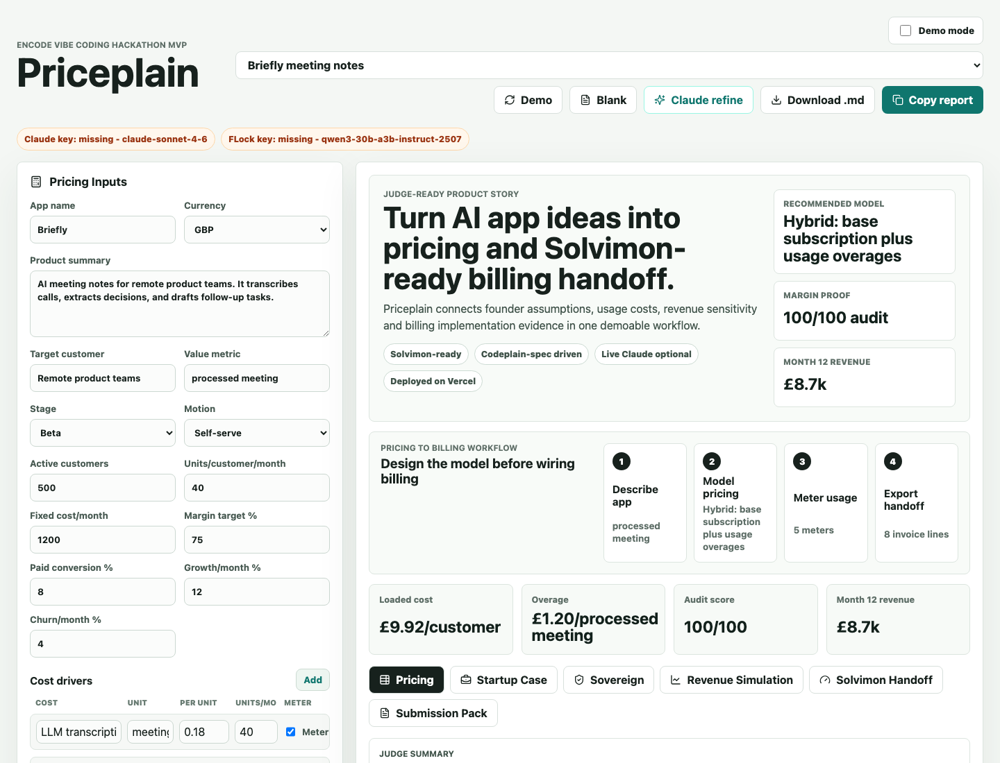 Demo mode
ENCODE VIBE CODING HACKATHON MVP
Priceplain
Briefly meeting notes
Demo
Blank
Claude refine
Download .md
Copy report
Claude key: missing - claude-sonnet-4-6
FLock key: missing - qwen3-30b-a3b-instruct-2507
Pricing Inputs
App name
Currency
Briefly
GBP
Product summary
AI meeting notes for remote product teams. It transcribes
calls, extracts decisions, and drafts follow-up tasks.
Target customer
Value metric
Remote product teams
processed meeting
Stage
Motion
Beta
Self-serve
Active customers
Units/customer/month
500
40
Fixed cost/month
Margin target %
1200
75
Paid conversion %
Growth/month %
8
12
Churn/month %
4
Cost drivers
Add
COST
UNIT
PER UNIT
UNITS/MO
METER
LLM transcripti
meeting
0.18
40
Meter
JUDGE-READY PRODUCT STORY
Turn AI app ideas into
pricing and Solvimon-
ready billing handoff.
Priceplain connects founder assumptions, usage costs, revenue sensitivity
and billing implementation evidence in one demoable workflow.
Solvimon-ready
Codeplain-spec driven
Live Claude optional
Deployed on Vercel
RECOMMENDED MODEL
Hybrid: base
subscription plus
usage overages
MARGIN PROOF
100/100 audit
MONTH 12 REVENUE
£8.7k
PRICING TO BILLING WORKFLOW
Design the model before wiring
billing
1
Describe
app
processed
meeting
2
Model
pricing
Hybrid: base
subscription
plus usage
overages
3
Meter usage
5 meters
4
Export
handoff
8 invoice lines
Loaded cost
£9.92/customer
Overage
£1.20/processed
meeting
Audit score
100/100
Month 12 revenue
£8.7k
Pricing
Startup Case
Sovereign
Revenue Simulation
Solvimon Handoff
Submission Pack
JUDGE SUMMARY